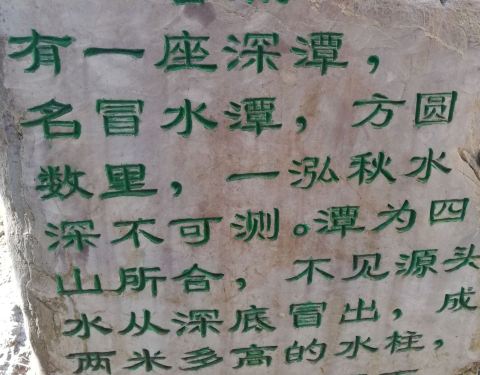 有一座深潭，
名冒水潭，方圆
数里，一泓秋水
深不可测。潭为四
山所合，不见源头
水从深底冒出，成
两米多高的水柱，